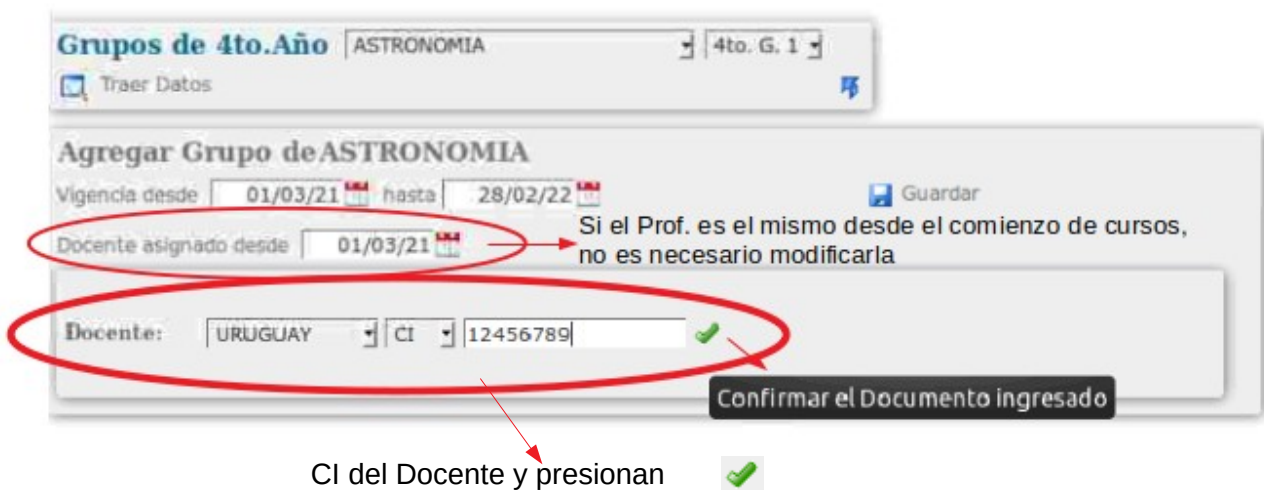 Grupos de 4to.Año ASTRONOMIA 4to. G. 1
Traer Datos
Agregar Grupo deASTRONOMIA
Vigencia desde 01/03/21 hasta 28/02/22 Guardar
Docente asignado desde 01/03/21
Si el Prof. es el mismo desde el comienzo de cursos,
no es necesario modificarla
Docente: URUGUAY CI 12456789
Confirmar el Documento ingresado
CI del Docente y presionan